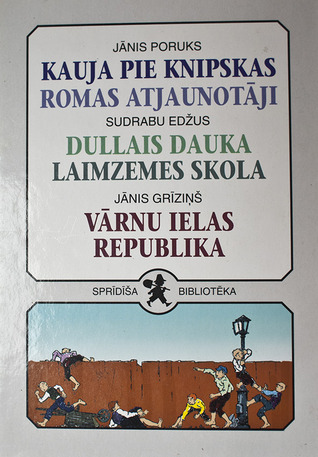 JĀNIS PORUKS
KAUJA PIE KNIPSKAS
ROMAS ATJAUNOTĀJI
SUDRABU EDŽUS
DULLAIS DAUKA
LAIMZEMES SKOLA
JĀNIS GRĪZIŅŠ
VĀRNU IELAS
REPUBLIKA
SPRĪDĪŠA BIBLIOTĒKA